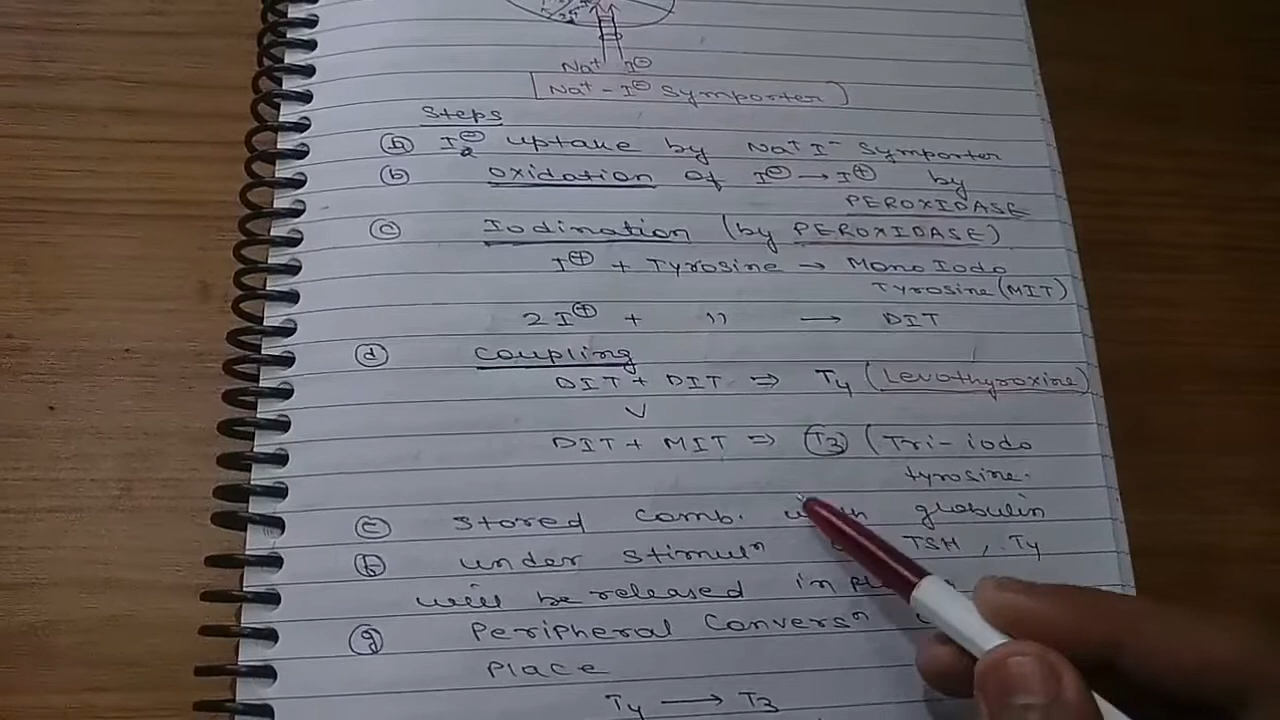 Na⁺ I⊖
[Na⁺ - I⊖ Symporter]
Steps
ⓐ I₂⊖ uptake by Na⁺ I⁻ Symporter
ⓑ Oxidation of I⊖ → I⊕ by
PEROXIDASE
ⓒ Iodination (by PEROXIDASE)
I⊕ + Tyrosine → Mono Iodo
Tyrosine (MIT)
2I⊕ + '' → DIT
ⓓ Coupling
DIT + DIT ⇒ T4 (Levothyroxine)
DIT + MIT ⇒ T3 (Tri-iodo
tyrosine.
ⓔ Stored comb. with globulin
ⓕ under stimulⁿ TSH, T4
will be released in
ⓖ Peripheral Conversⁿ
Place
T4 → T3